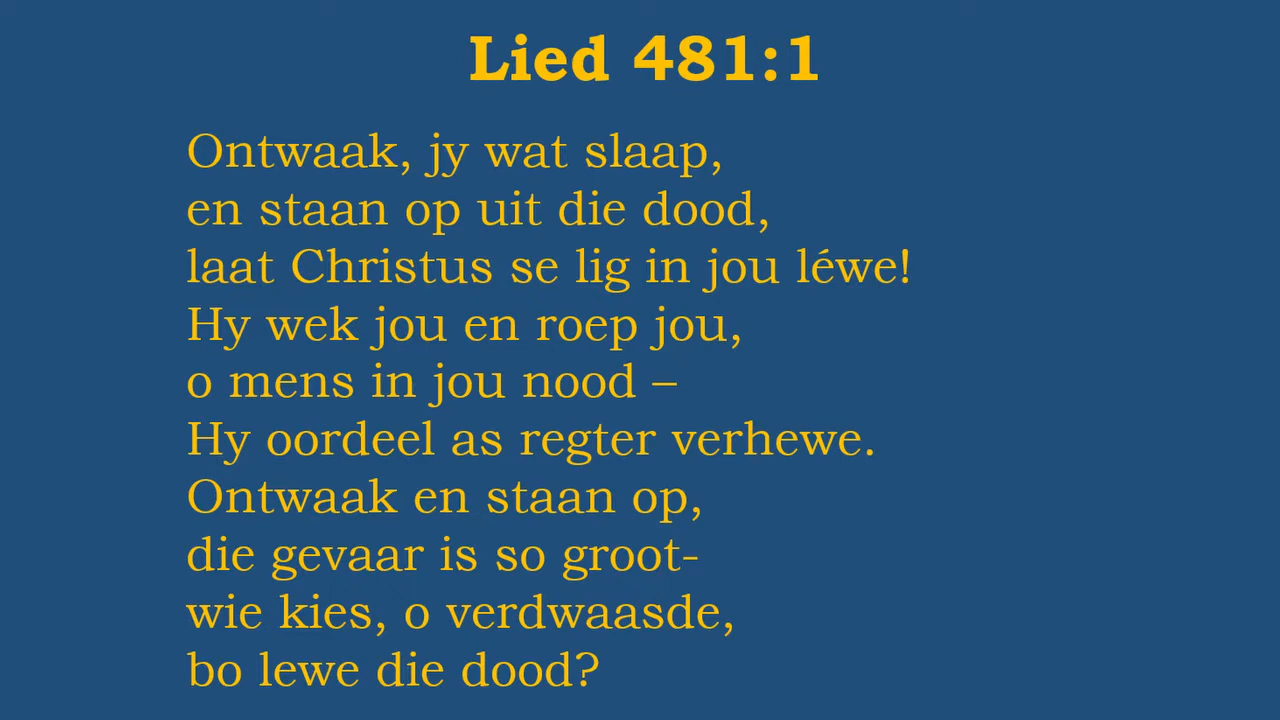 Lied 481:1
Ontwaak, jy wat slaap,
en staan op uit die dood,
laat Christus se lig in jou léwe!
Hy wek jou en roep jou,
o mens in jou nood –
Hy oordeel as regter verhewe.
Ontwaak en staan op,
die gevaar is so groot-
wie kies, o verdwaasde,
bo lewe die dood?